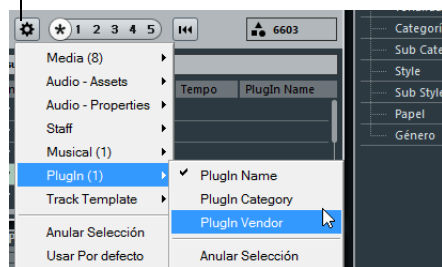 1 2 3 4 5
6603
Categorí
Sub Cate
Style
Sub Style
Papel
Género
Tempo PlugIn Name
Media (8)
Audio - Assets
Audio - Properties
Staff
Musical (1)
PlugIn (1)
Track Template
Anular Selección
Usar Por defecto
PlugIn Name
PlugIn Category
PlugIn Vendor
Anular Selección